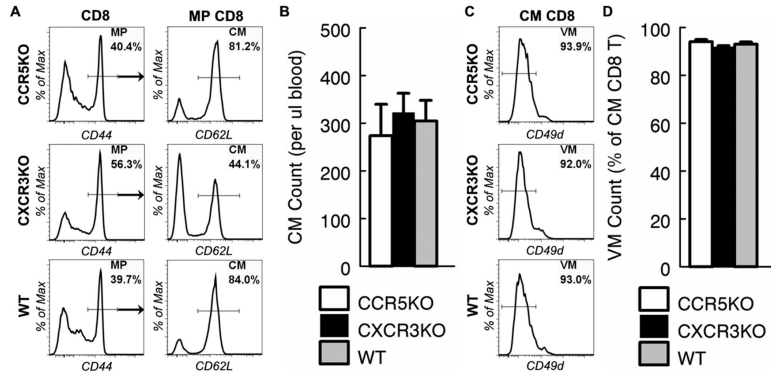 A
CD8
MP CD8
CCR5KO
% of Max
MP
40.4%
CD44
% of Max
CM
81.2%
CD62L
CXCR3KO
% of Max
MP
56.3%
CD44
% of Max
CM
44.1%
CD62L
WT
% of Max
MP
39.7%
CD44
% of Max
CM
84.0%
CD62L
B
CM Count (per ul blood)
500
400
300
200
100
0
CCR5KO
CXCR3KO
WT
C
CM CD8
CCR5KO
% of Max
VM
93.9%
CD49d
CXCR3KO
% of Max
VM
92.0%
CD49d
WT
% of Max
VM
93.0%
CD49d
D
VM Count (% of CM CD8 T)
100
80
60
40
20
0
CCR5KO
CXCR3KO
WT